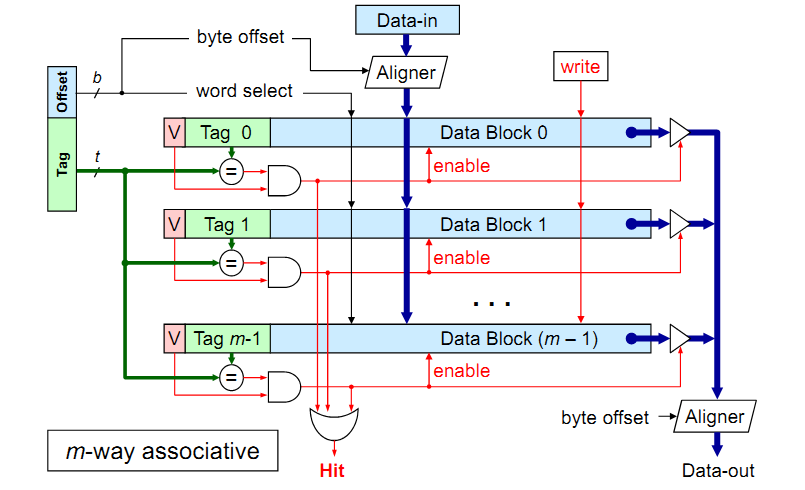 Data-in
byte offset
Aligner
write
Offset
b
word select
V Tag 0 Data Block 0
Tag
t
=
enable
V Tag 1 Data Block 1
=
enable
. . .
V Tag m-1 Data Block (m – 1)
=
enable
byte offset
Aligner
m-way associative
Hit
Data-out